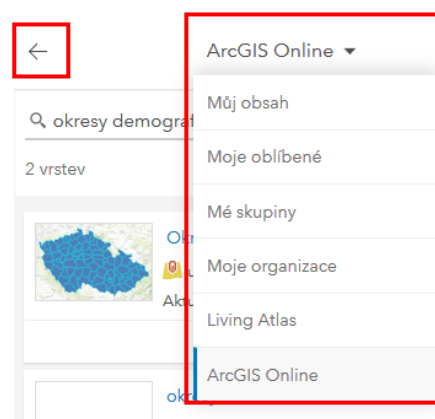 ArcGIS Online
Můj obsah
okresy demograf
Moje oblíbené
2 vrstev
Mé skupiny
Moje organizace
Living Atlas
ArcGIS Online